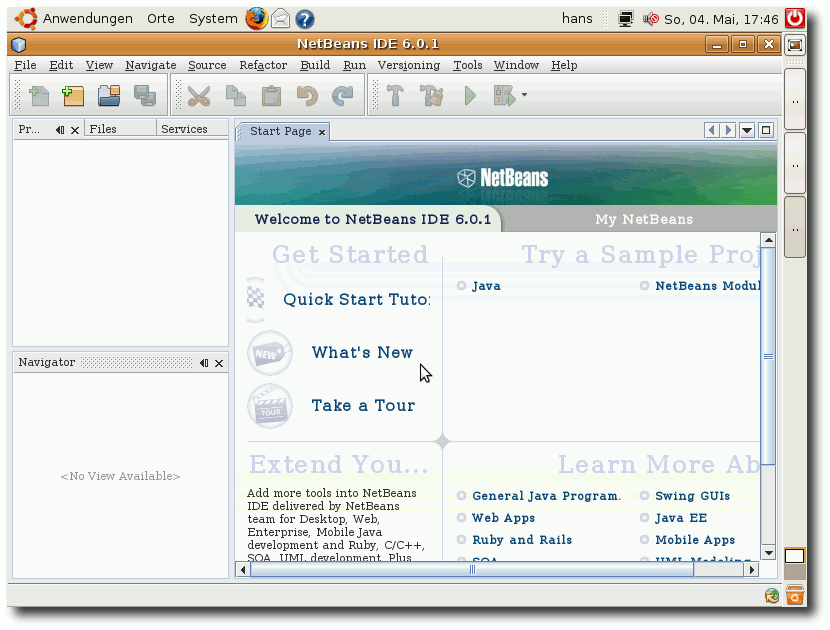 Anwendungen Orte System hans So, 04. Mai, 17:46
NetBeans IDE 6.0.1
File Edit View Navigate Source Refactor Build Run Versioning Tools Window Help
Pr... Files Services
Start Page
NetBeans
Welcome to NetBeans IDE 6.0.1 My NetBeans
Get Started
Quick Start Tuto
NEW What's New
TOUR Take a Tour
Try a Sample Proj
Java NetBeans Modul
Navigator
<No View Available>
Extend You...
Add more tools into NetBeans
IDE delivered by NetBeans
team for Desktop, Web,
Enterprise, Mobile Java
development and Ruby, C/C++,
SOA, UML development. Plus
Learn More Ab
General Java Program. Swing GUIs
Web Apps Java EE
Ruby and Rails Mobile Apps
SOA UML Modeling